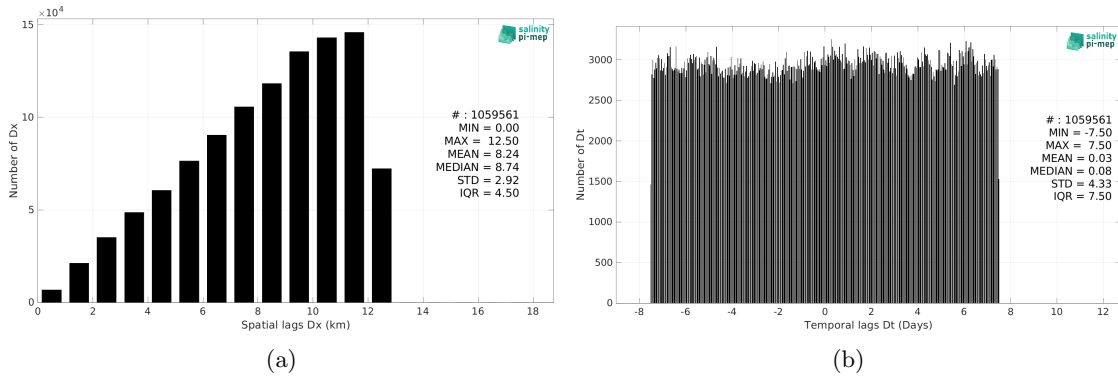 ×10⁴
15
10
5
0
Number of Dx
0 2 4 6 8 10 12 14 16 18
Spatial lags Dx (km)
salinity
pi-mep
# : 1059561
MIN = 0.00
MAX = 12.50
MEAN = 8.24
MEDIAN = 8.74
STD = 2.92
IQR = 4.50
(a)
3000
2500
2000
1500
1000
500
0
Number of Dt
-8 -6 -4 -2 0 2 4 6 8 10 12
Temporal lags Dt (Days)
salinity
pi-mep
# : 1059561
MIN = -7.50
MAX = 7.50
MEAN = 0.03
MEDIAN = 0.08
STD = 4.33
IQR = 7.50
(b)